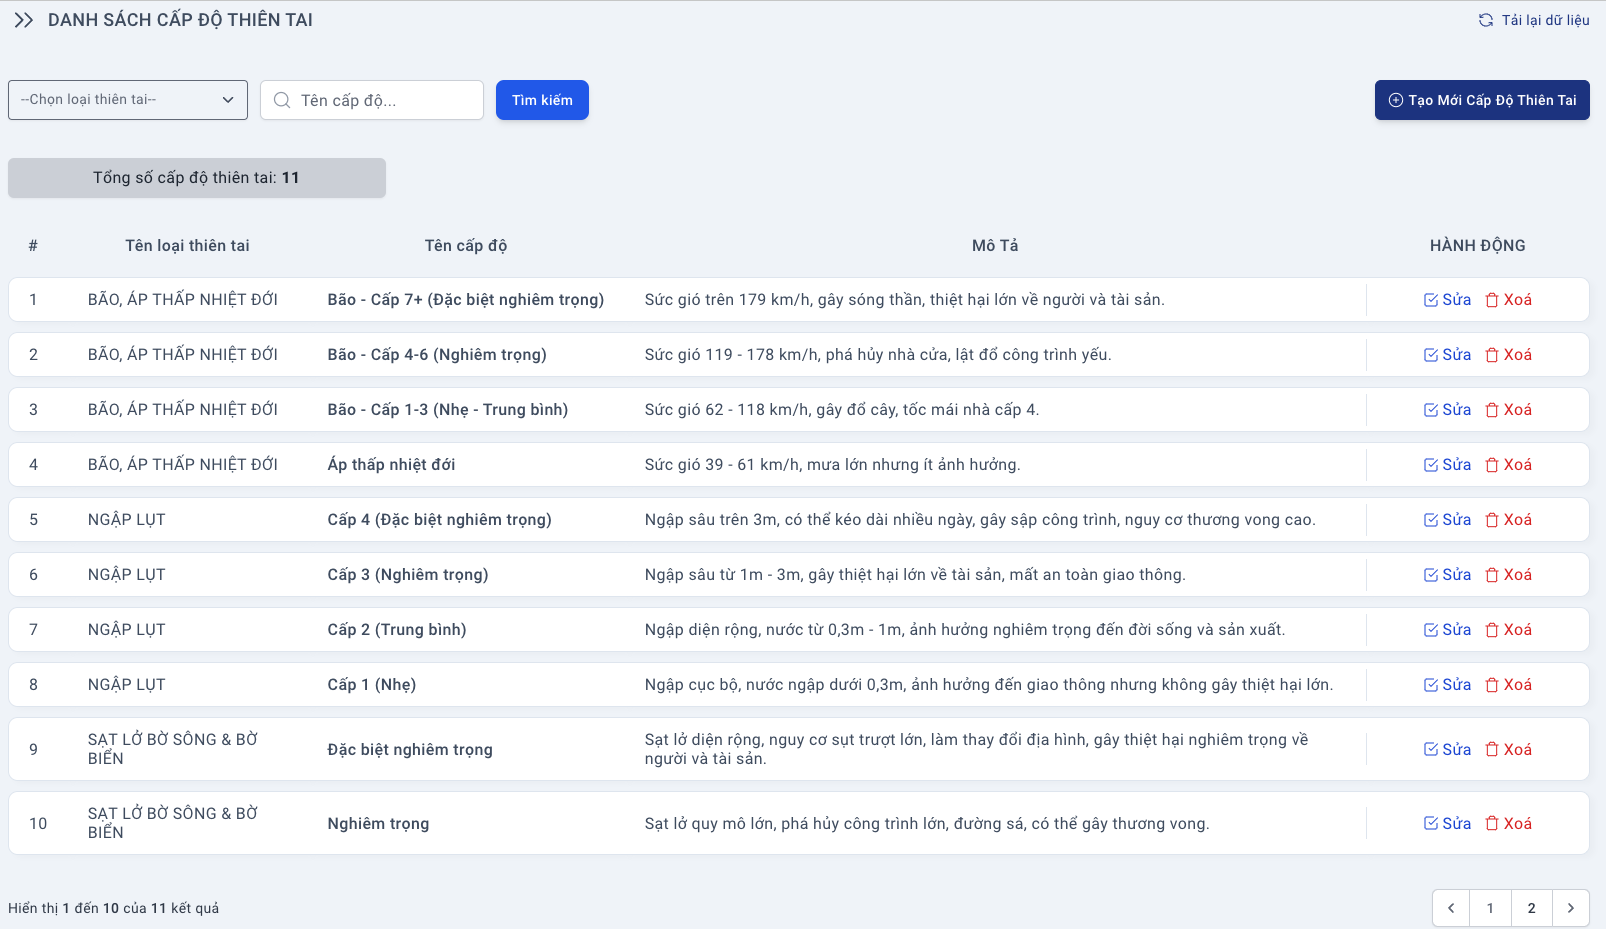 DANH SÁCH CẤP ĐỘ THIÊN TAI
Tải lại dữ liệu
--Chọn loại thiên tai--
Tên cấp độ...
Tìm kiếm
Tạo Mới Cấp Độ Thiên Tai
Tổng số cấp độ thiên tai: 11
# Tên loại thiên tai Tên cấp độ Mô Tả HÀNH ĐỘNG
1 BÃO, ÁP THẤP NHIỆT ĐỚI Bão - Cấp 7+ (Đặc biệt nghiêm trọng) Sức gió trên 179 km/h, gây sóng thần, thiệt hại lớn về người và tài sản. Sửa Xoá
2 BÃO, ÁP THẤP NHIỆT ĐỚI Bão - Cấp 4-6 (Nghiêm trọng) Sức gió 119 - 178 km/h, phá hủy nhà cửa, lật đổ công trình yếu. Sửa Xoá
3 BÃO, ÁP THẤP NHIỆT ĐỚI Bão - Cấp 1-3 (Nhẹ - Trung bình) Sức gió 62 - 118 km/h, gây đổ cây, tốc mái nhà cấp 4. Sửa Xoá
4 BÃO, ÁP THẤP NHIỆT ĐỚI Áp thấp nhiệt đới Sức gió 39 - 61 km/h, mưa lớn nhưng ít ảnh hưởng. Sửa Xoá
5 NGẬP LỤT Cấp 4 (Đặc biệt nghiêm trọng) Ngập sâu trên 3m, có thể kéo dài nhiều ngày, gây sập công trình, nguy cơ thương vong cao. Sửa Xoá
6 NGẬP LỤT Cấp 3 (Nghiêm trọng) Ngập sâu từ 1m - 3m, gây thiệt hại lớn về tài sản, mất an toàn giao thông. Sửa Xoá
7 NGẬP LỤT Cấp 2 (Trung bình) Ngập diện rộng, nước từ 0,3m - 1m, ảnh hưởng nghiêm trọng đến đời sống và sản xuất. Sửa Xoá
8 NGẬP LỤT Cấp 1 (Nhẹ) Ngập cục bộ, nước ngập dưới 0,3m, ảnh hưởng đến giao thông nhưng không gây thiệt hại lớn. Sửa Xoá
9 SẠT LỞ BỜ SÔNG & BỜ
BIỂN Đặc biệt nghiêm trọng Sạt lở diện rộng, nguy cơ sụt trượt lớn, làm thay đổi địa hình, gây thiệt hại nghiêm trọng về
người và tài sản. Sửa Xoá
10 SẠT LỞ BỜ SÔNG & BỜ
BIỂN Nghiêm trọng Sạt lở quy mô lớn, phá hủy công trình lớn, đường sá, có thể gây thương vong. Sửa Xoá
Hiển thị 1 đến 10 của 11 kết quả
1 2